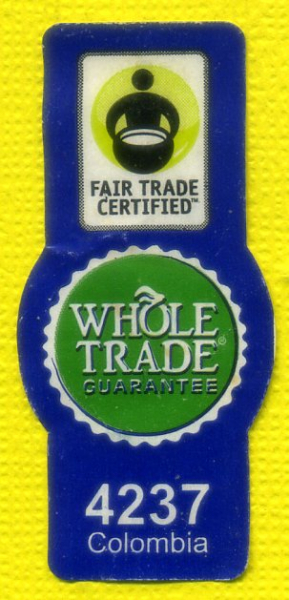 FAIR TRADE
CERTIFIED™
WHOLE
TRADE®
GUARANTEE
4237
Colombia